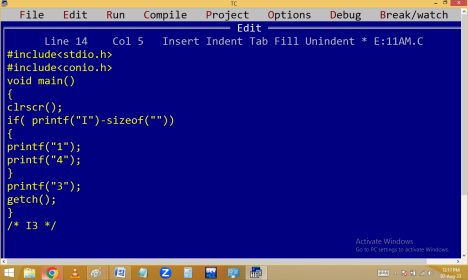 TC
File Edit Run Compile Project Options Debug Break/watch
Edit
Line 14 Col 5 Insert Indent Tab Fill Unindent * E:11AM.C
#include<stdio.h>
#include<conio.h>
void main()
{
clrscr();
if( printf("I")-sizeof(""))
{
printf("1");
printf("4");
}
printf("3");
getch();
}
/* I3 */
Activate Windows
Go to PC settings to activate Windows.